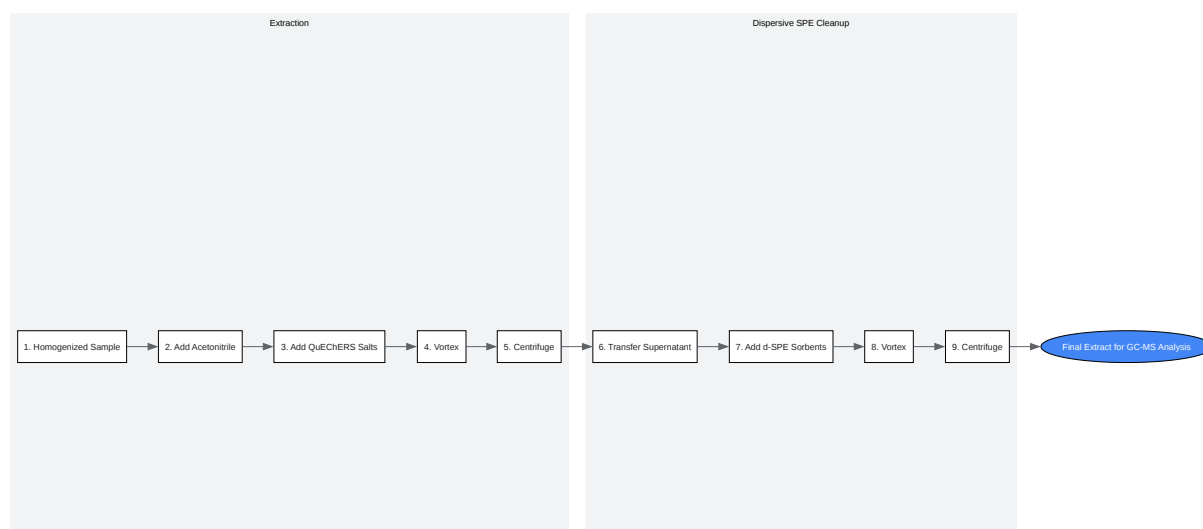 Extraction
Dispersive SPE Cleanup
1. Homogenized Sample
2. Add Acetonitrile
3. Add QuEChERS Salts
4. Vortex
5. Centrifuge
6. Transfer Supernatant
7. Add d-SPE Sorbents
8. Vortex
9. Centrifuge
Final Extract for GC-MS Analysis